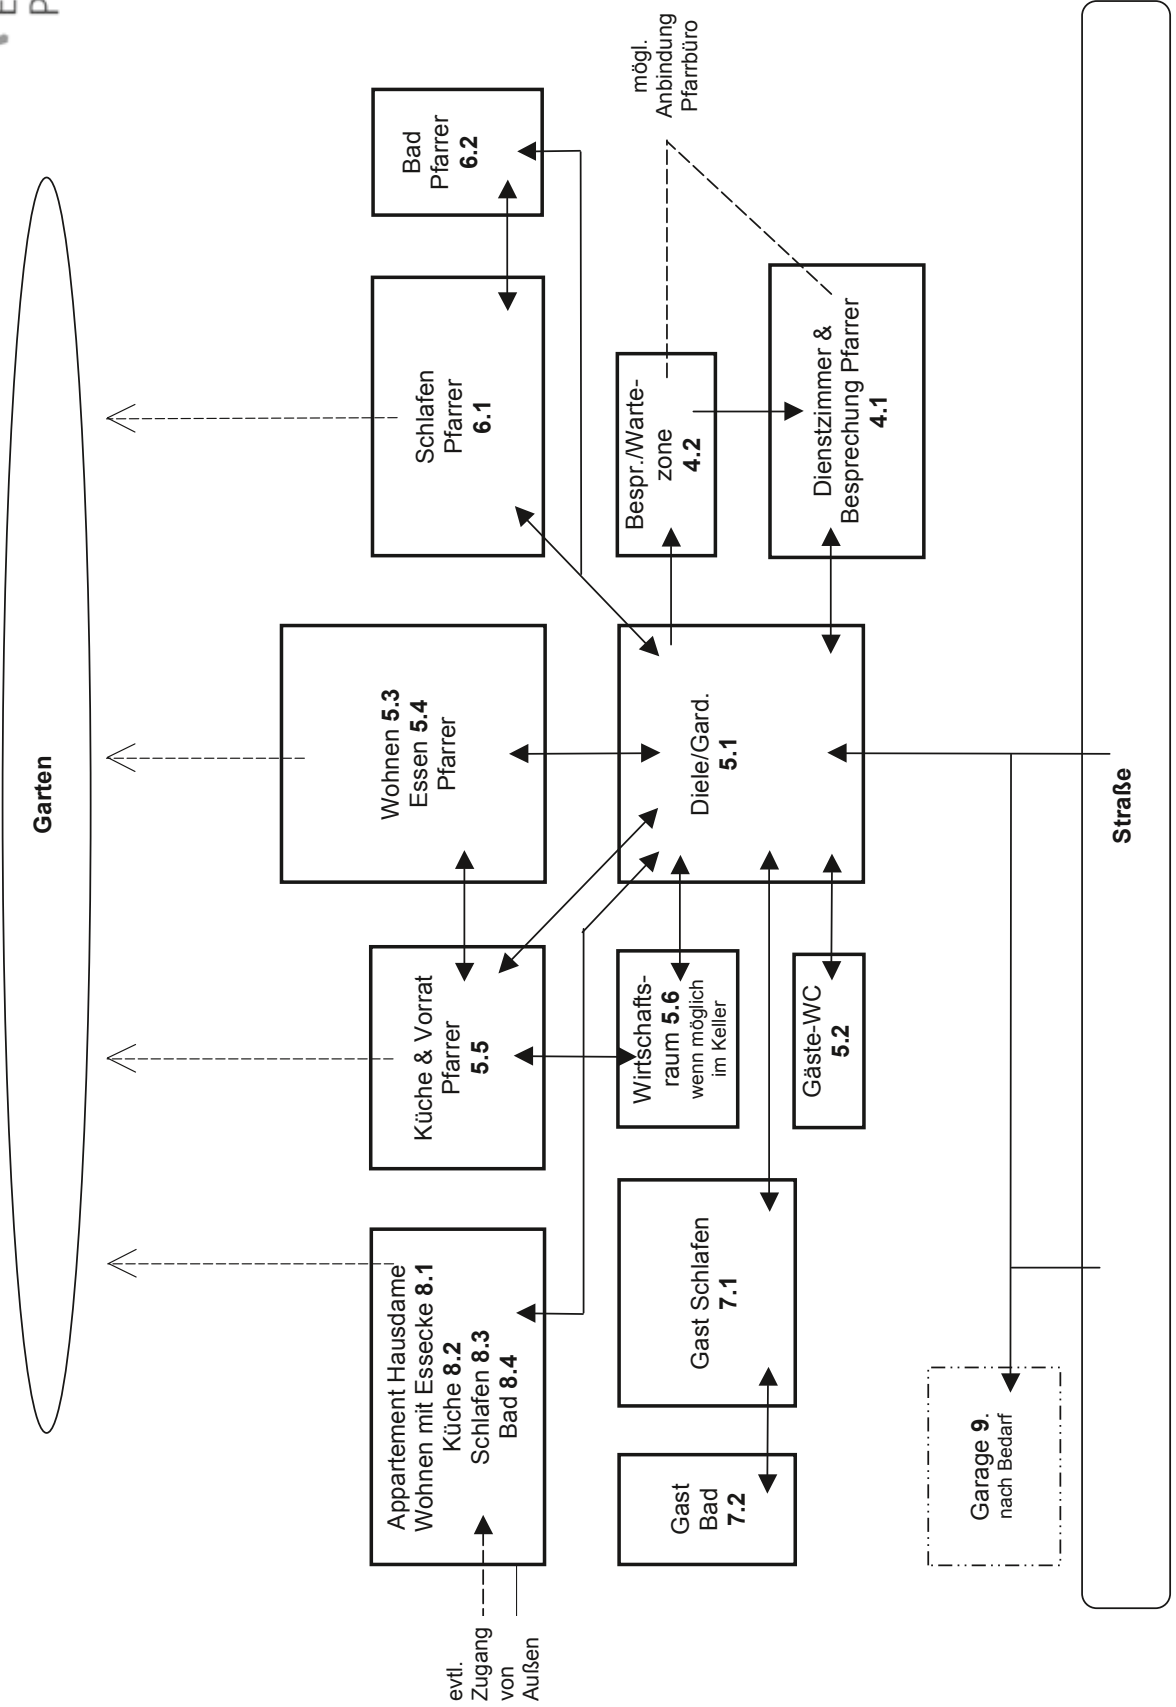 Garten
Appartement Hausdame
Wohnen mit Essecke 8.1
Küche 8.2
Schlafen 8.3
Bad 8.4
Küche & Vorrat
Pfarrer
5.5
Wohnen 5.3
Essen 5.4
Pfarrer
Schlafen
Pfarrer
6.1
Bad
Pfarrer
6.2
evtl.
Zugang
von
Außen
Gast
Bad
7.2
Gast Schlafen
7.1
Wirtschafts-
raum 5.6
wenn möglich
im Keller
Gäste-WC
5.2
Diele/Gard.
5.1
Bespr./Warte-
zone
4.2
Dienstzimmer &
Besprechung Pfarrer
4.1
mögl.
Anbindung
Pfarrbüro
Garage 9.
nach Bedarf
Straße